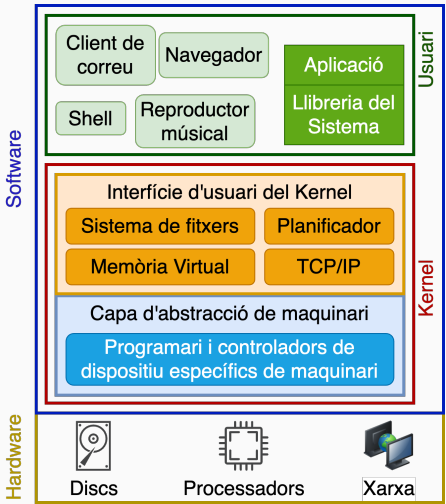 Software
Usuari
Client de
correu
Navegador
Shell
Reproductor
músical
Aplicació
Llibreria del
Sistema
Kernel
Interfície d'usuari del Kernel
Sistema de fitxers
Planificador
Memòria Virtual
TCP/IP
Capa d'abstracció de maquinari
Programari i controladors de
dispositiu específics de maquinari
Hardware
Discs
Processadors
Xarxa